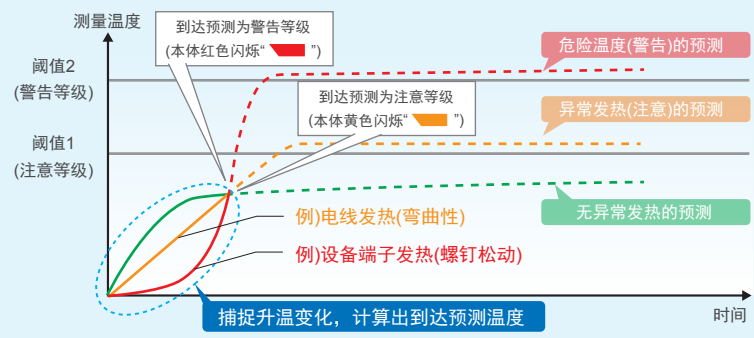 测量温度
到达预测为警告等级
(本体红色闪烁“ ”)
危险温度(警告)的预测
阈值2
(警告等级)
到达预测为注意等级
(本体黄色闪烁“ ”)
异常发热(注意)的预测
阈值1
(注意等级)
无异常发热的预测
例)电线发热(弯曲性)
例)设备端子发热(螺钉松动)
捕捉升温变化，计算出到达预测温度
时间